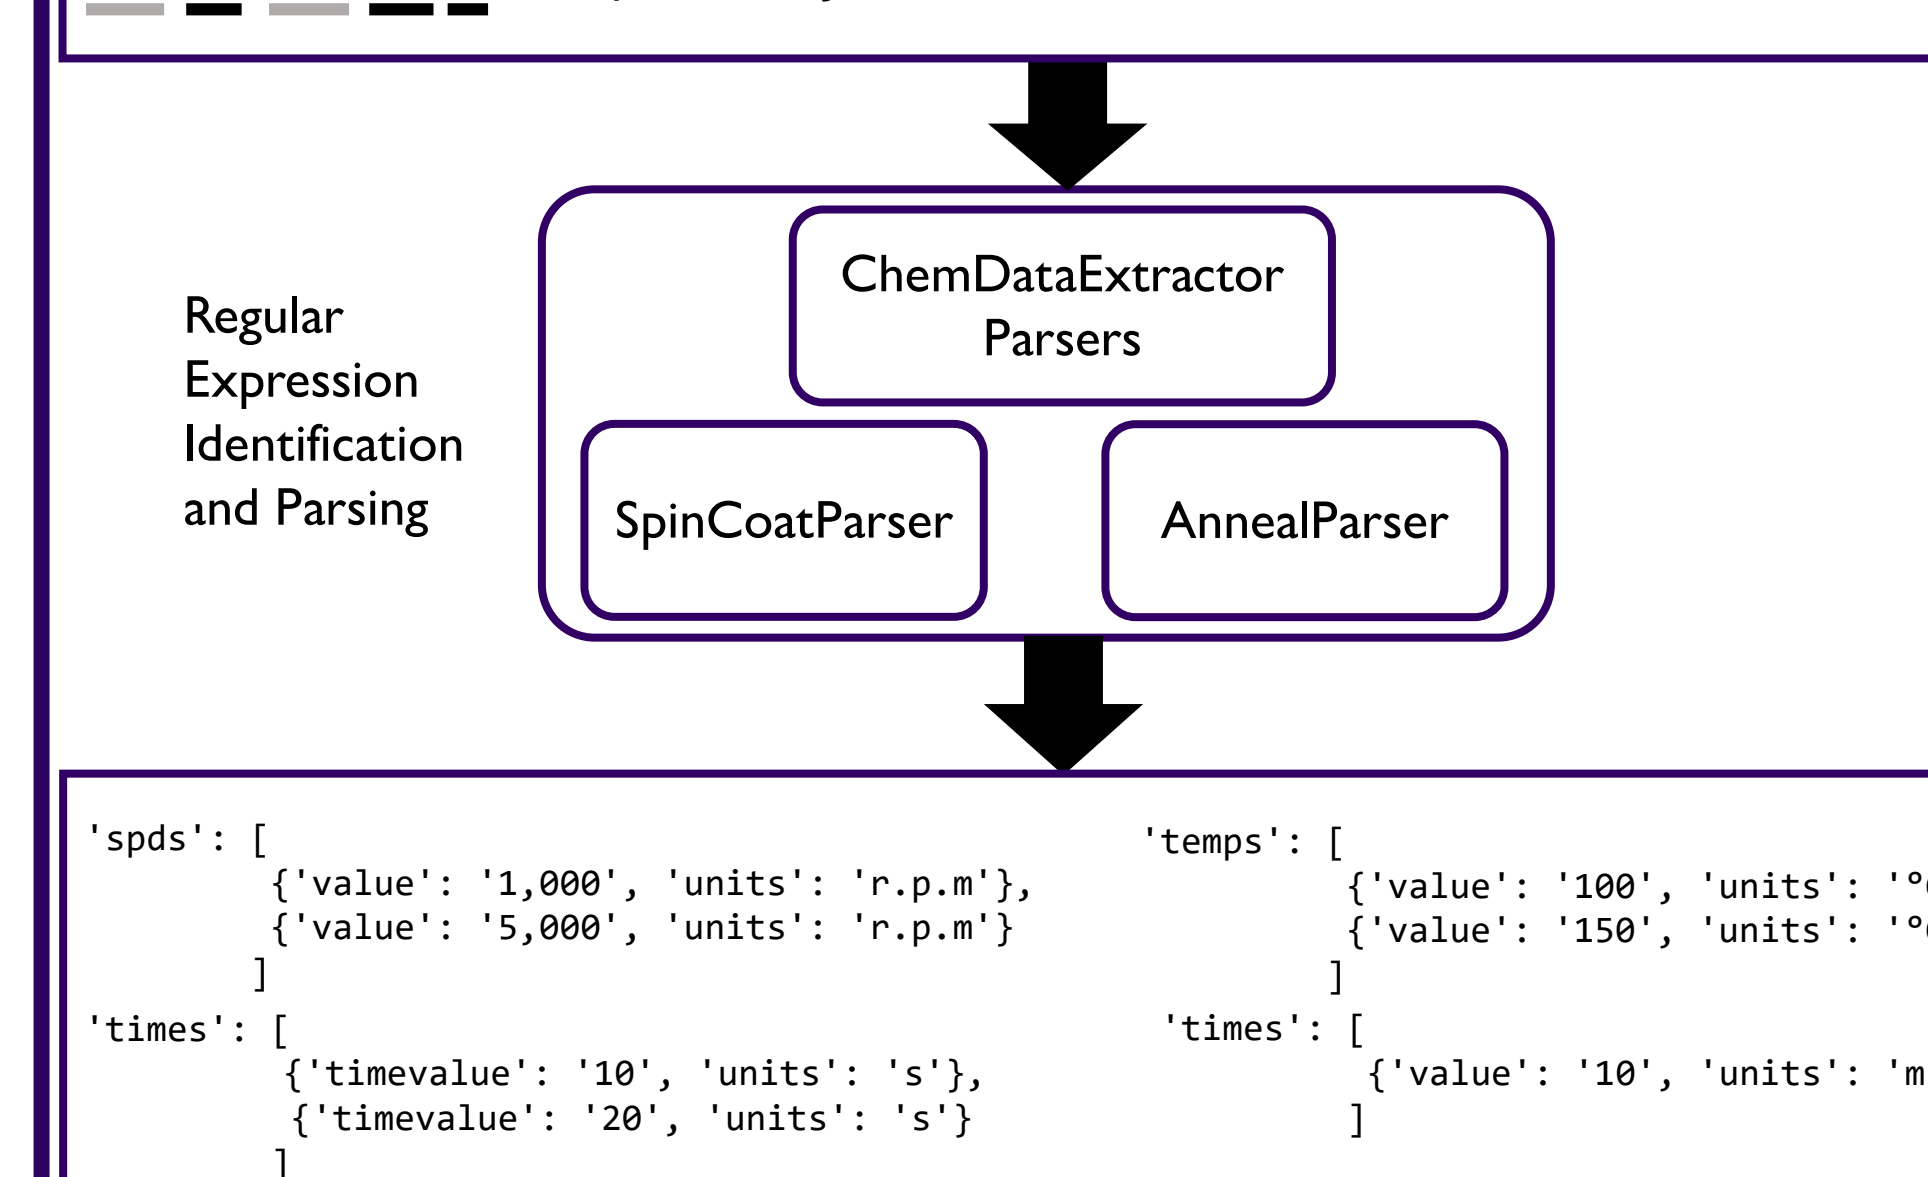 ChemDataExtractor
Parsers
Regular
Expression
Identification
and Parsing
SpinCoatParser
AnnealParser
'spds': [
{'value': '1,000', 'units': 'r.p.m'},
{'value': '5,000', 'units': 'r.p.m'}
]
'times': [
{'timevalue': '10', 'units': 's'},
{'timevalue': '20', 'units': 's'}
]
'temps': [
{'value': '100', 'units': '°
{'value': '150', 'units': '°
]
'times': [
{'value': '10', 'units': 'm
]